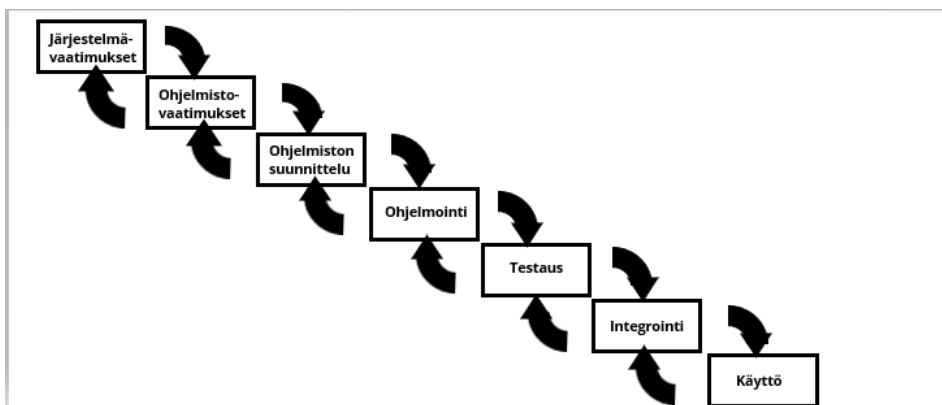 Järjestelmä-
vaatimukset
Ohjelmisto-
vaatimukset
Ohjelmiston
suunnittelu
Ohjelmointi
Testaus
Integrointi
Käyttö